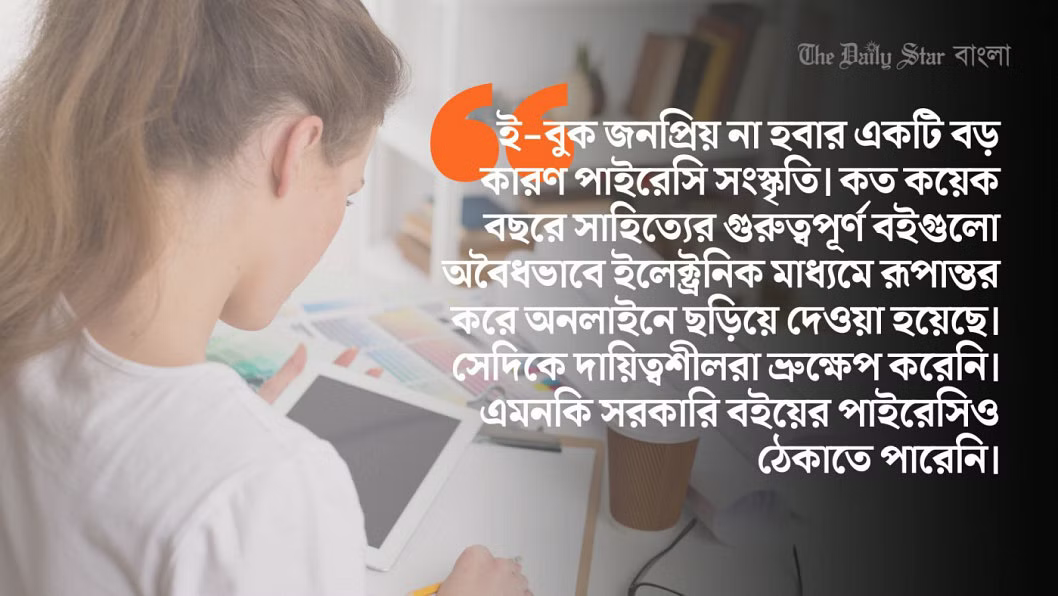 The Daily Star বাংলা
ই-বুক জনপ্রিয় না হবার একটি বড়
কারণ পাইরেসি সংস্কৃতি। কত কয়েক
বছরে সাহিত্যের গুরুত্বপূর্ণ বইগুলো
অবৈধভাবে ইলেক্ট্রনিক মাধ্যমে রূপান্তর
করে অনলাইনে ছড়িয়ে দেওয়া হয়েছে।
সেদিকে দায়িত্বশীলরা ভ্রুক্ষেপ করেনি।
এমনকি সরকারি বইয়ের পাইরেসিও
ঠেকাতে পারেনি।